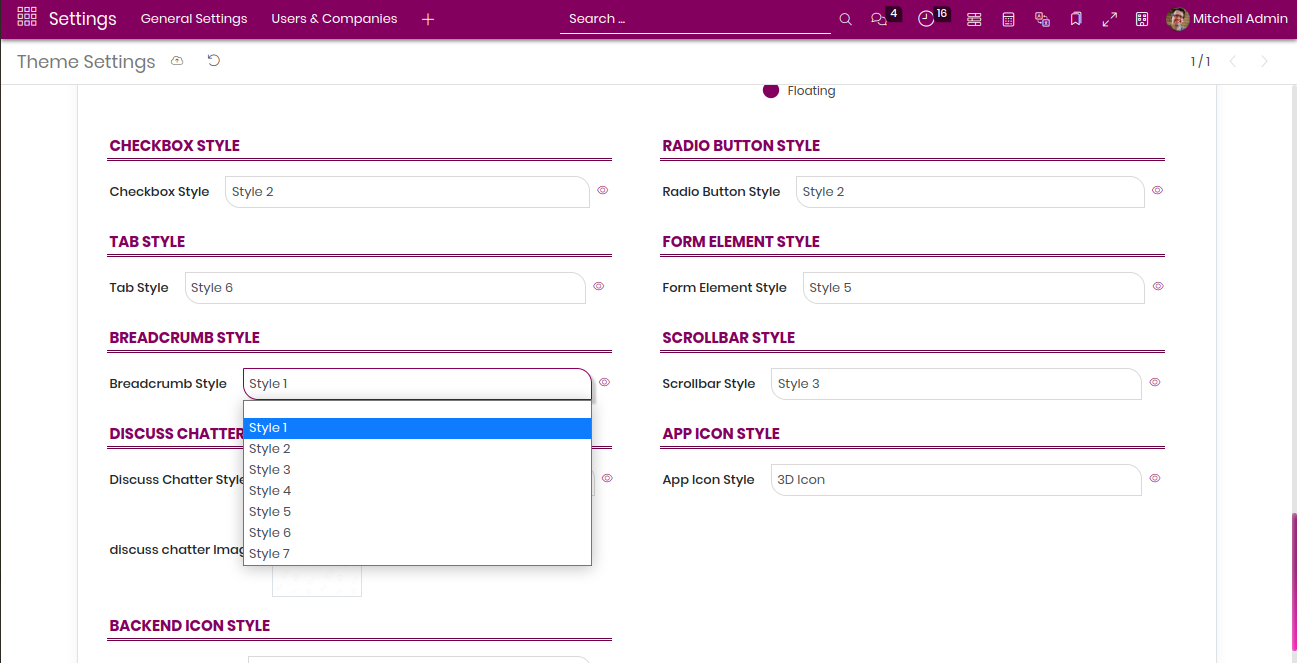 Settings General Settings Users & Companies + Search ... 4 16 Mitchell Admin
Theme Settings 1 / 1
Floating
CHECKBOX STYLE RADIO BUTTON STYLE
Checkbox Style Style 2 Radio Button Style Style 2
TAB STYLE FORM ELEMENT STYLE
Tab Style Style 6 Form Element Style Style 5
BREADCRUMB STYLE SCROLLBAR STYLE
Breadcrumb Style Style 1 Scrollbar Style Style 3
Style 1
DISCUSS CHATTER APP ICON STYLE
Style 2
Style 3
Discuss Chatter Style App Icon Style 3D Icon
Style 4
Style 5
Style 6
discuss chatter Imag
Style 7
BACKEND ICON STYLE